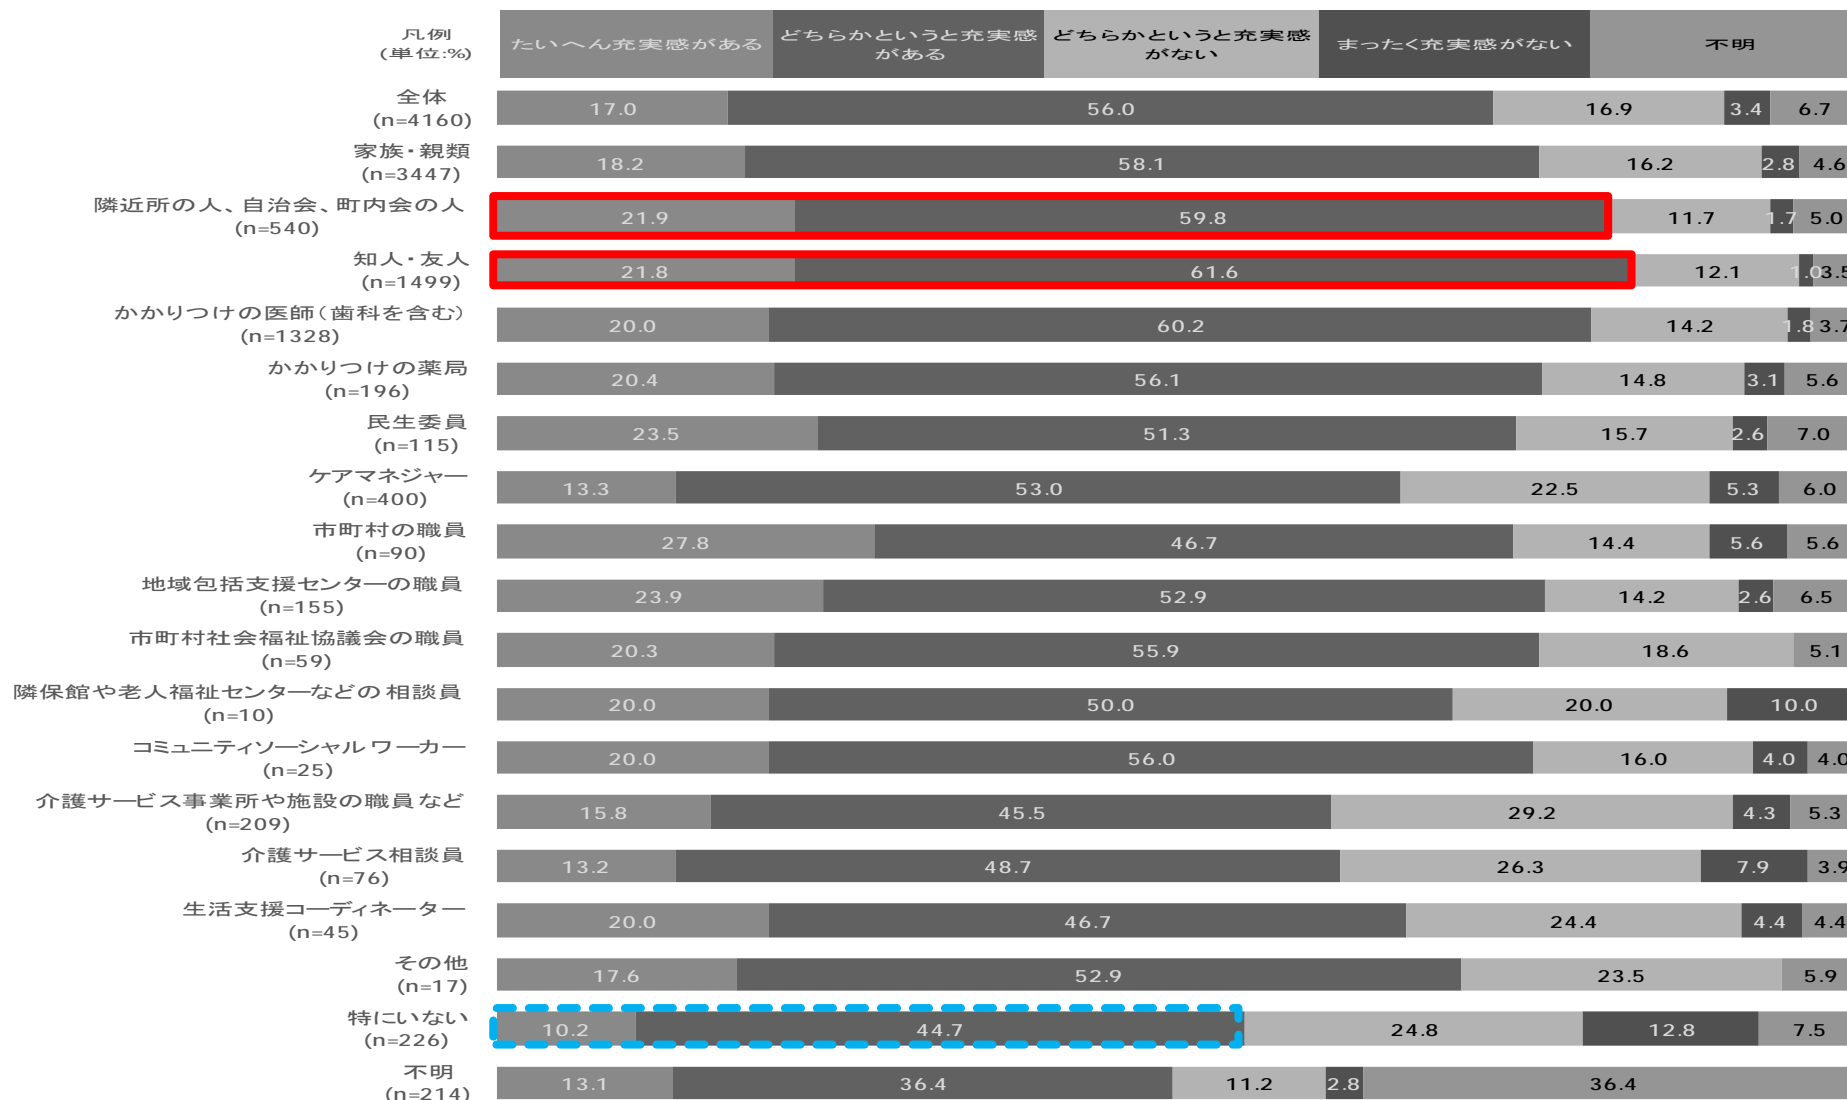 凡例
(単位:%)
たいへん充実感がある
どちらかというと充実感
がある
どちらかというと充実感
がない
まったく充実感がない
不明
全体
(n=4160)
17.0 56.0 16.9 3.4 6.7
家族・親類
(n=3447)
18.2 58.1 16.2 2.8 4.6
隣近所の人、自治会、町内会の人
(n=540)
21.9 59.8 11.7 1.7 5.0
知人・友人
(n=1499)
21.8 61.6 12.1 1.0 3.5
かかりつけの医師(歯科を含む)
(n=1328)
20.0 60.2 14.2 1.8 3.7
かかりつけの薬局
(n=196)
20.4 56.1 14.8 3.1 5.6
民生委員
(n=115)
23.5 51.3 15.7 2.6 7.0
ケアマネジャー
(n=400)
13.3 53.0 22.5 5.3 6.0
市町村の職員
(n=90)
27.8 46.7 14.4 5.6 5.6
地域包括支援センターの職員
(n=155)
23.9 52.9 14.2 2.6 6.5
市町村社会福祉協議会の職員
(n=59)
20.3 55.9 18.6 5.1
隣保館や老人福祉センターなどの相談員
(n=10)
20.0 50.0 20.0 10.0
コミュニティソーシャルワーカー
(n=25)
20.0 56.0 16.0 4.0 4.0
介護サービス事業所や施設の職員など
(n=209)
15.8 45.5 29.2 4.3 5.3
介護サービス相談員
(n=76)
13.2 48.7 26.3 7.9 3.9
生活支援コーディネーター
(n=45)
20.0 46.7 24.4 4.4 4.4
その他
(n=17)
17.6 52.9 23.5 5.9
特にいない
(n=226)
10.2 44.7 24.8 12.8 7.5
不明
(n=214)
13.1 36.4 11.2 2.8 36.4